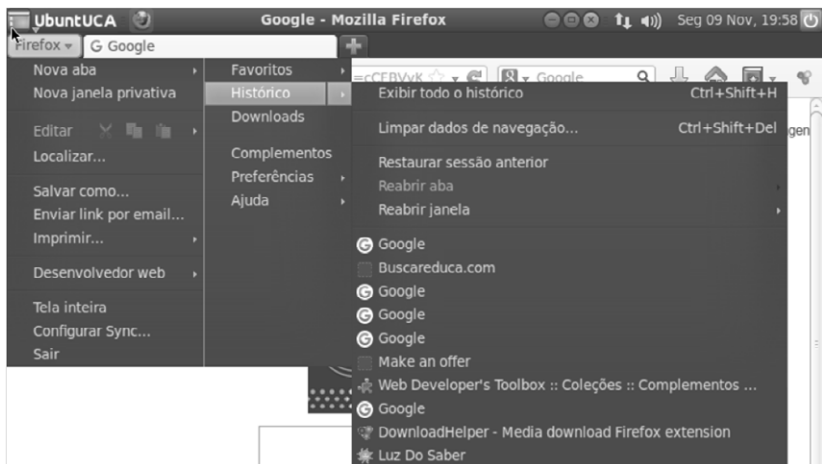 UbuntUCA
Google - Mozilla Firefox
Seg 09 Nov, 19:58
Firefox
G Google
=cCFBVvK
Google
Nova aba
Nova janela privativa
Editar
Localizar...
Salvar como...
Enviar link por email...
Imprimir...
Desenvolvedor web
Tela inteira
Configurar Sync...
Sair
Favoritos
Histórico
Downloads
Complementos
Preferências
Ajuda
Exibir todo o histórico Ctrl+Shift+H
Limpar dados de navegação... Ctrl+Shift+Del
Restaurar sessão anterior
Reabrir aba
Reabrir janela
Google
Buscareduca.com
Google
Google
Google
Make an offer
Web Developer's Toolbox :: Coleções :: Complementos ...
Google
DownloadHelper - Media download Firefox extension
Luz Do Saber
gen